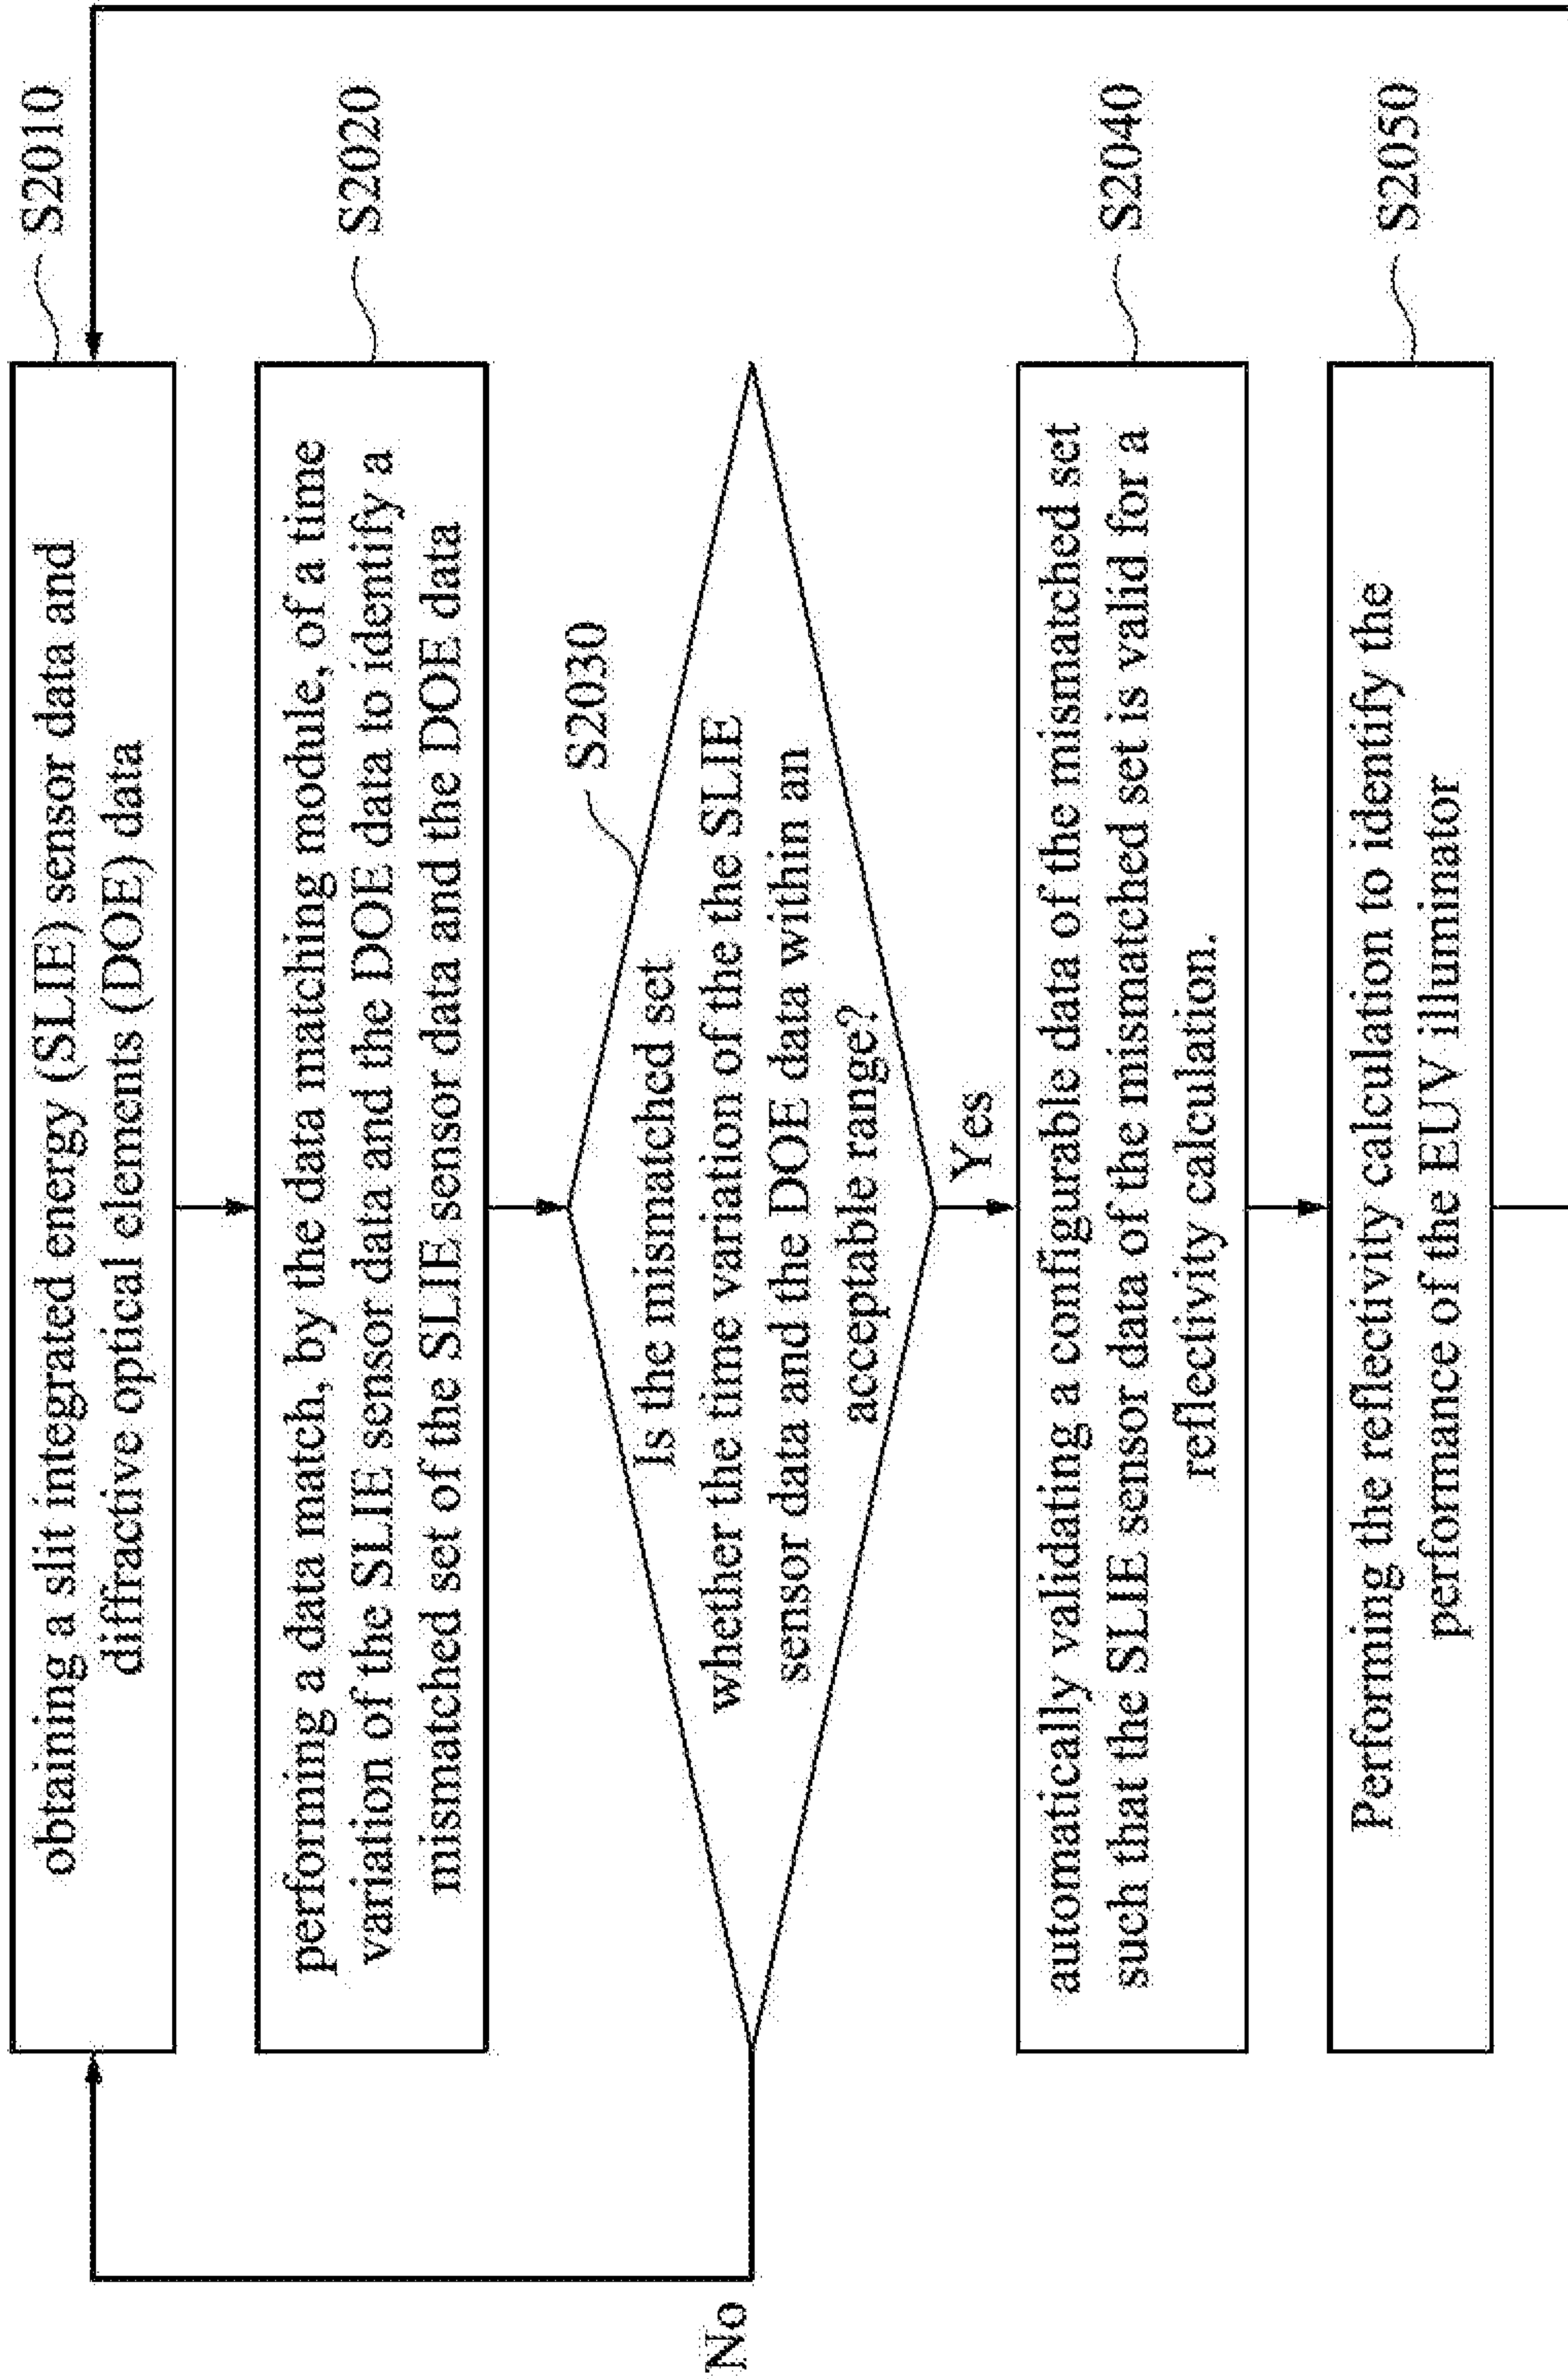 obtaining a slit integrated energy (SLIE) sensor data and
diffractive optical elements (DOE) data
S2010
performing a data match, by the data matching module, of a time
variation of the SLIE sensor data and the DOE data to identify a
mismatched set of the SLIE sensor data and the DOE data
S2020
S2030
Is the mismatched set
whether the time variation of the the SLIE
sensor data and the DOE data within an
acceptable range?
No
Yes
automatically validating a configurable data of the mismatched set
such that the SLIE sensor data of the mismatched set is valid for a
reflectivity calculation.
S2040
Performing the reflectivity calculation to identify the
performance of the EUV illuminator
S2050